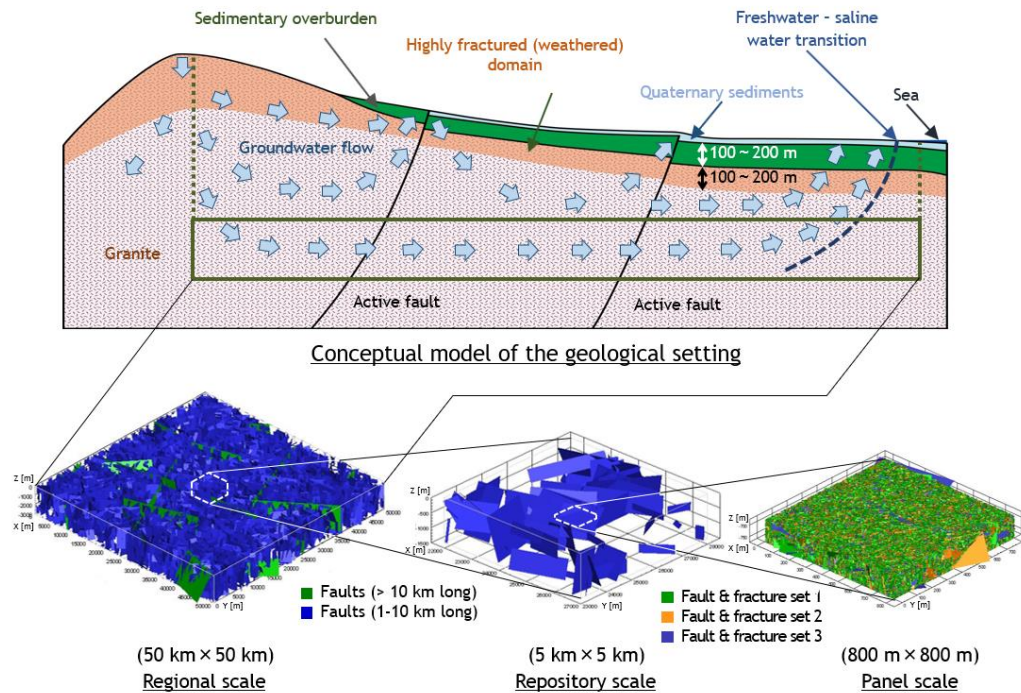 Sedimentary overburden
Highly fractured (weathered)
domain
Freshwater - saline
water transition
Quaternary sediments
Sea
Groundwater flow
100 ~ 200 m
100 ~ 200 m
Granite
Active fault
Active fault
Conceptual model of the geological setting
Z [m]
X [m]
Y [m]
Z [m]
X [m]
Y [m]
Z [m]
X [m]
Y [m]
Faults (> 10 km long)
Faults (1-10 km long)
Fault & fracture set 1
Fault & fracture set 2
Fault & fracture set 3
(50 km × 50 km)
Regional scale
(5 km × 5 km)
Repository scale
(800 m × 800 m)
Panel scale